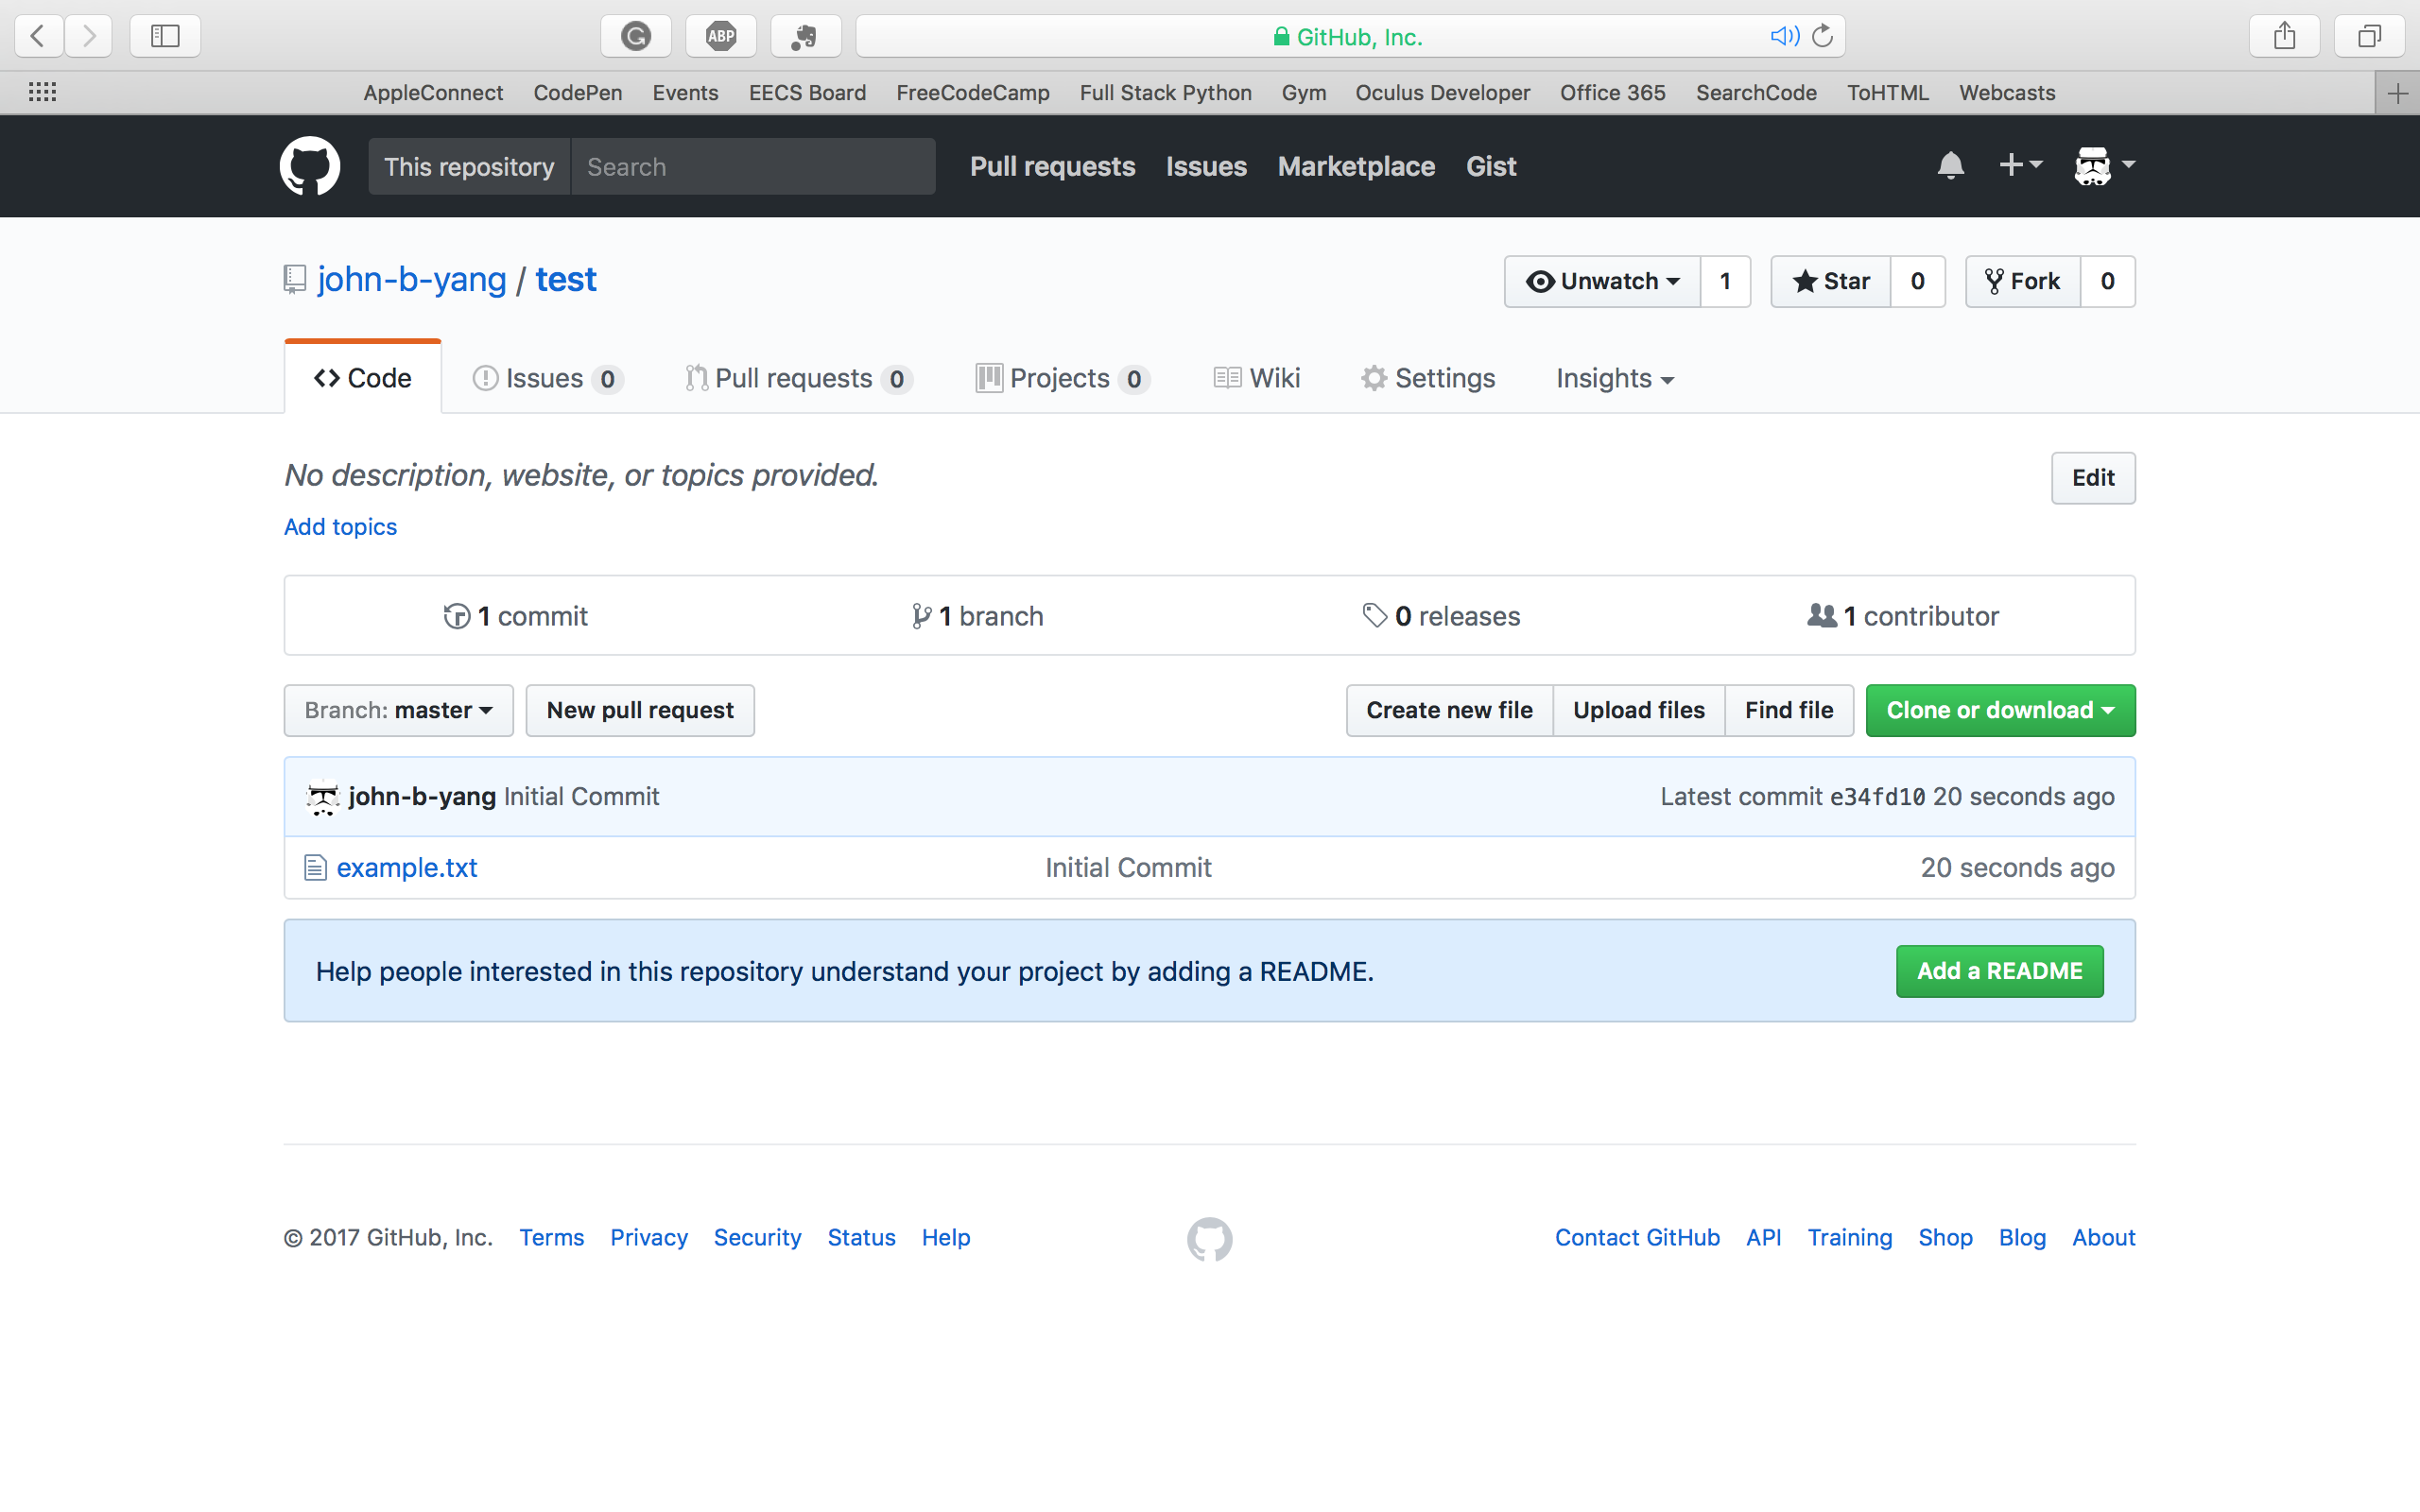 ABP GitHub, Inc.
AppleConnect CodePen Events EECS Board FreeCodeCamp Full Stack Python Gym Oculus Developer Office 365 SearchCode ToHTML Webcasts
This repository Search Pull requests Issues Marketplace Gist
john-b-yang / test Unwatch 1 Star 0 Fork 0
Code Issues 0 Pull requests 0 Projects 0 Wiki Settings Insights
No description, website, or topics provided. Edit
Add topics
1 commit 1 branch 0 releases 1 contributor
Branch: master New pull request Create new file Upload files Find file Clone or download
john-b-yang Initial Commit Latest commit e34fd10 20 seconds ago
example.txt Initial Commit 20 seconds ago
Help people interested in this repository understand your project by adding a README. Add a README
© 2017 GitHub, Inc. Terms Privacy Security Status Help Contact GitHub API Training Shop Blog About